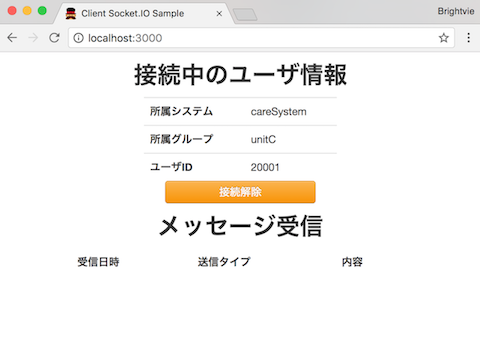 Client Socket.IO Sample
Brightvie
localhost:3000
接続中のユーザ情報
所属システム careSystem
所属グループ unitC
ユーザID 20001
接続解除
メッセージ受信
受信日時 送信タイプ 内容